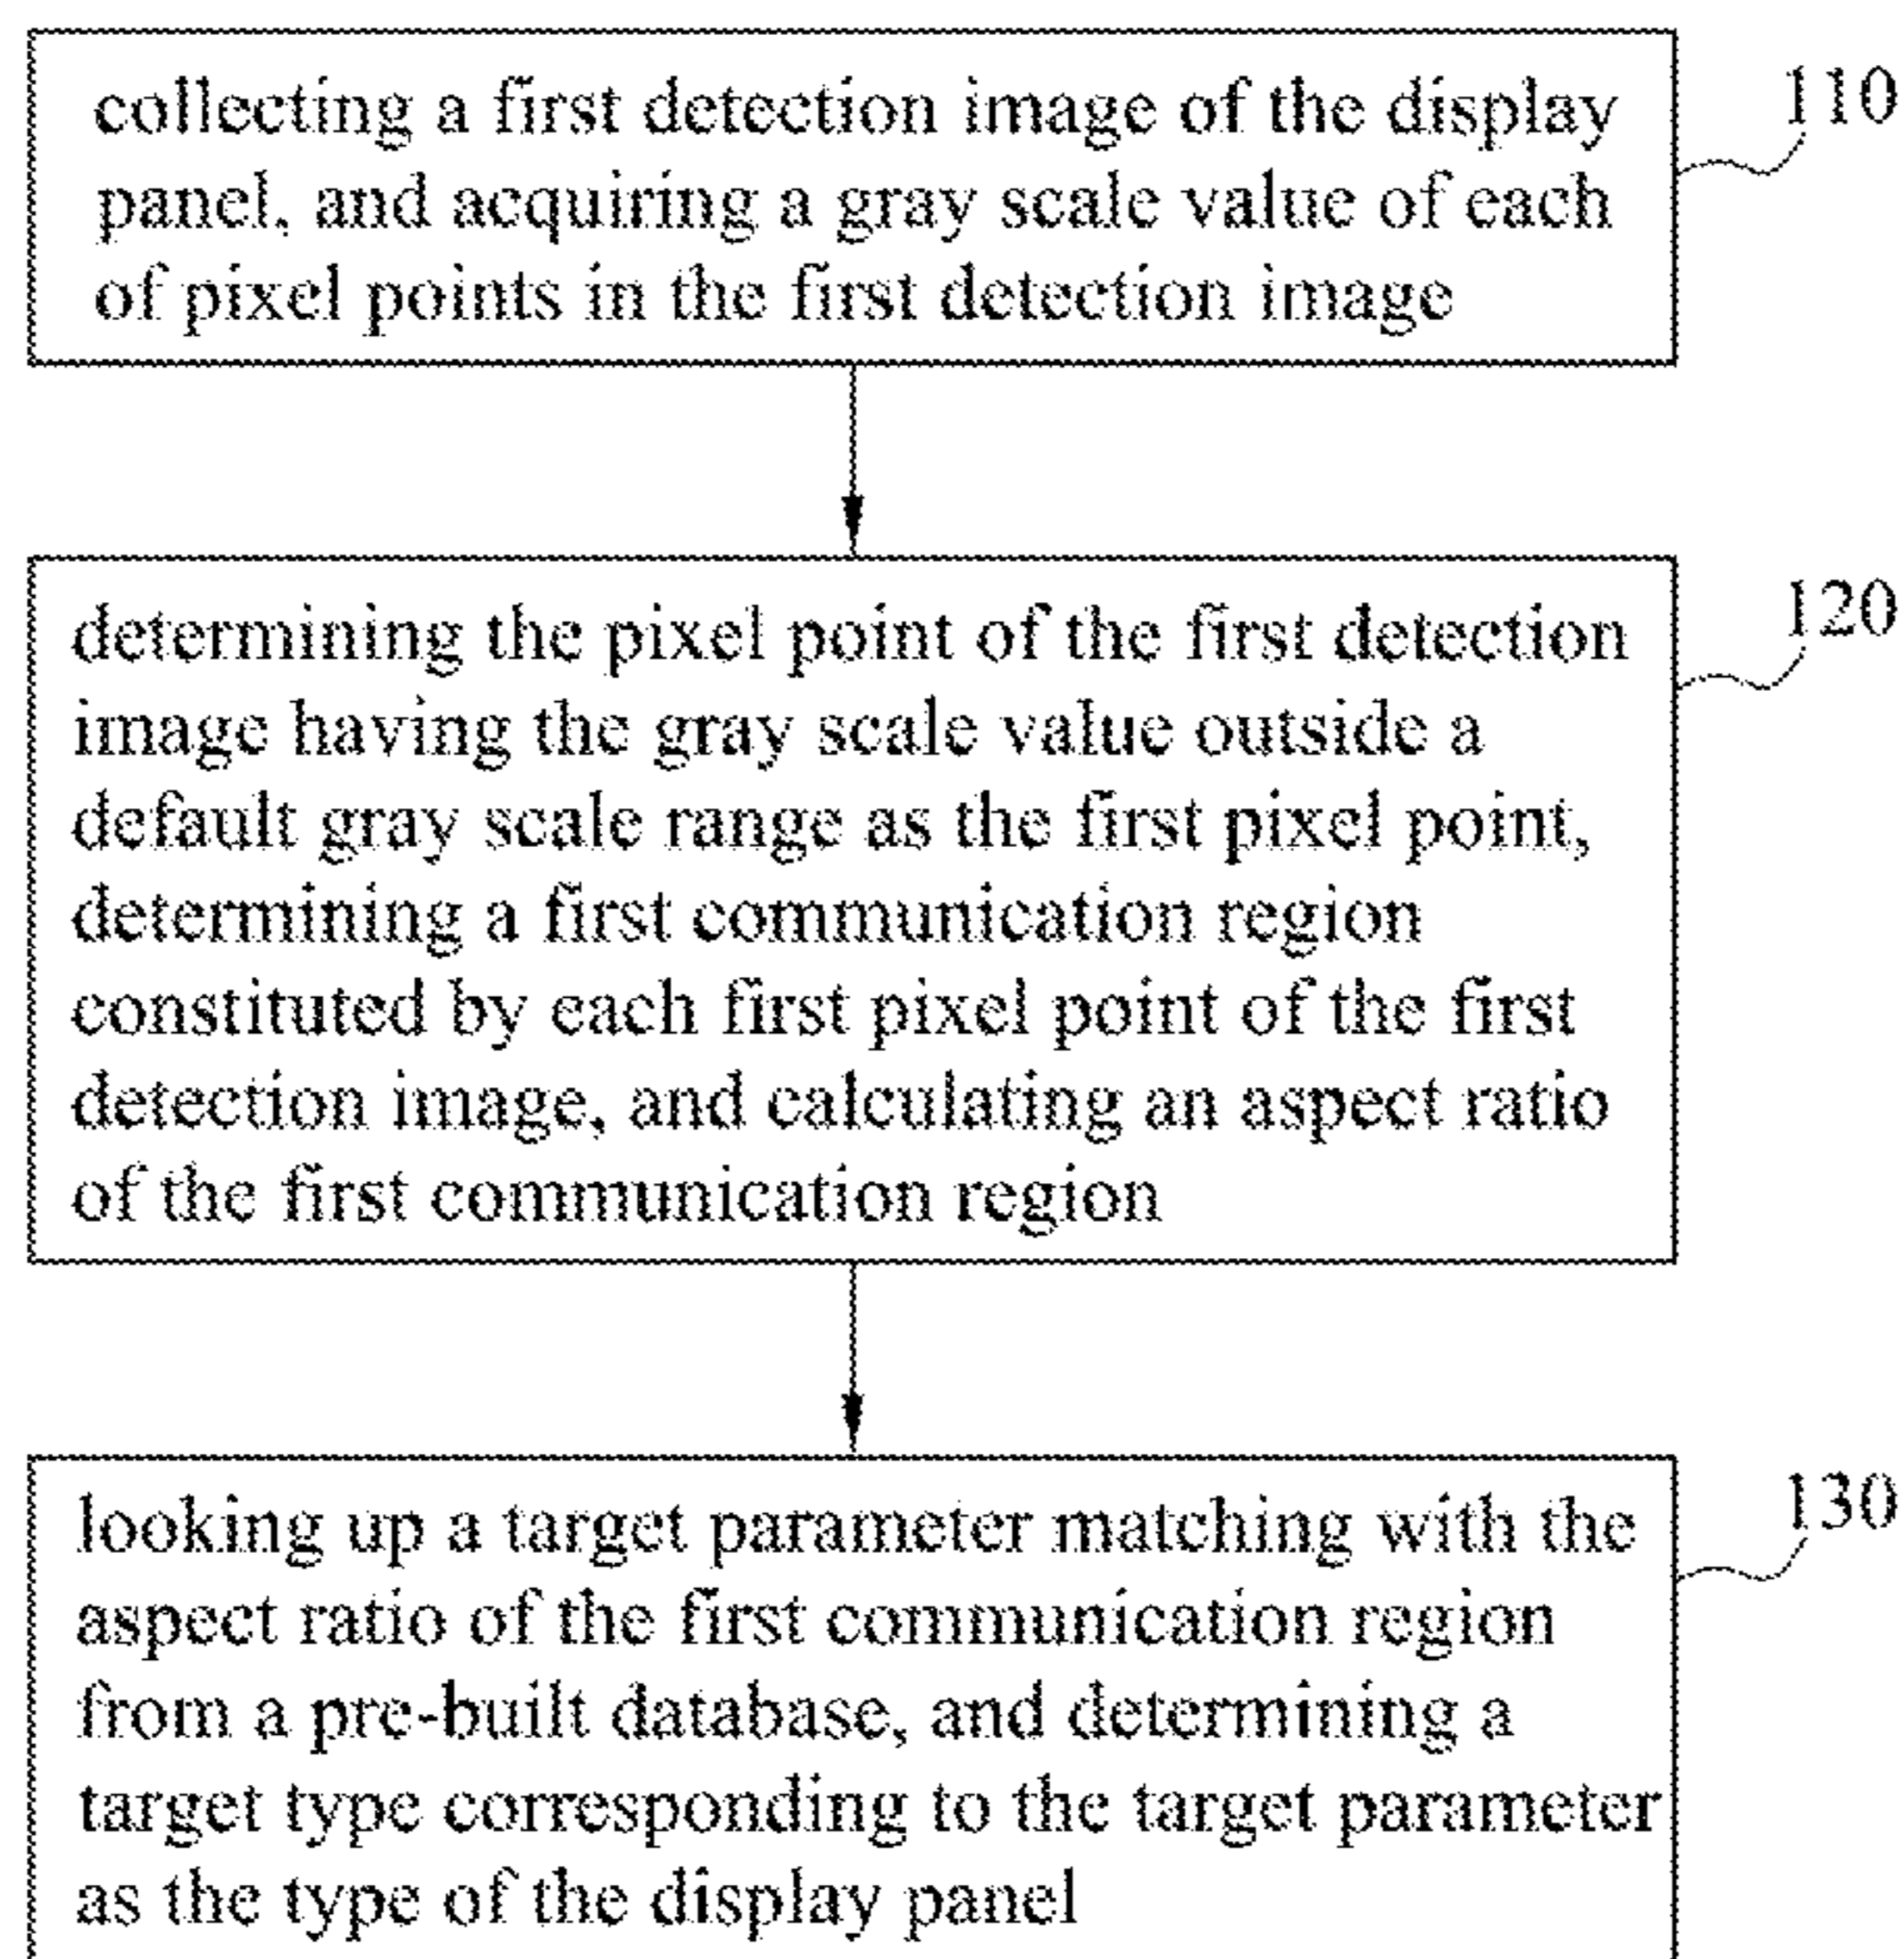 collecting a first detection image of the display
panel, and acquiring a gray scale value of each
of pixel points in the first detection image
110
determining the pixel point of the first detection
image having the gray scale value outside a
default gray scale range as the first pixel point,
determining a first communication region
constituted by each first pixel point of the first
detection image, and calculating an aspect ratio
of the first communication region
120
looking up a target parameter matching with the
aspect ratio of the first communication region
from a pre-built database, and determining a
target type corresponding to the target parameter
as the type of the display panel
130